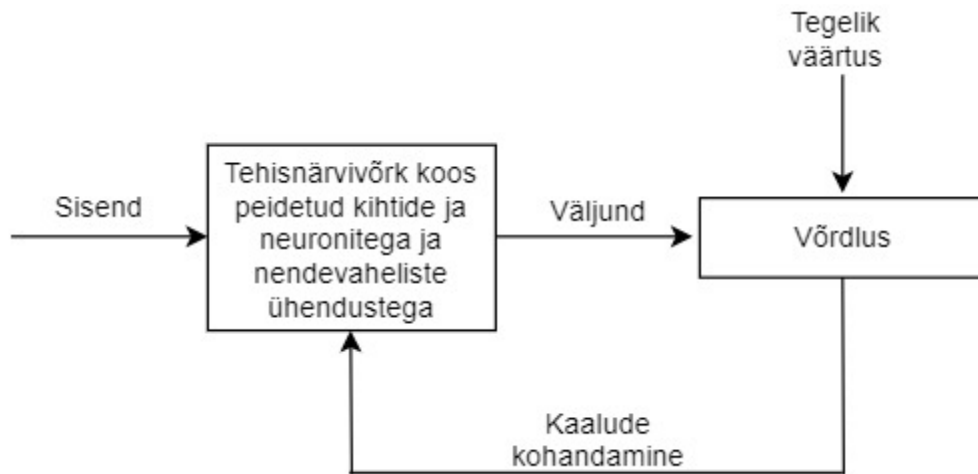 Tegelik
väärtus
Sisend
Tehisnärvivõrk koos
peidetud kihtide ja
neuronitega ja
nendevaheliste
ühendustega
Väljund
Võrdlus
Kaalude
kohandamine